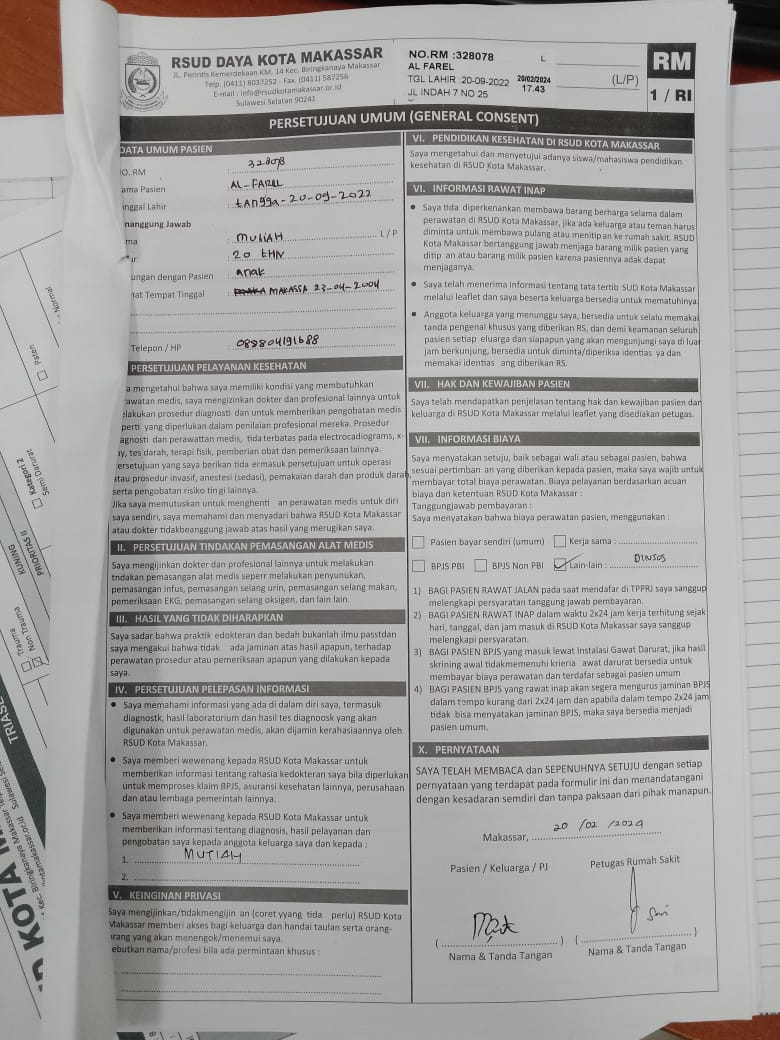 RSUD DAYA KOTA MAKASSAR
JL. Perintis Kemerdekaan KM. 14 Kec. Biringkanaya Makassar
Telp. (0411) 8037252 - Fax. (0411) 587256
E-mail : info@rsudkotamakassar.or.id
Sulawesi Selatan 90241
NO.RM :328078 L
AL FAREL
TGL LAHIR :20-09-2022 20/02/2024
17.43
JL INDAH 7 NO 25
(L/P)
RM
1 / RI
PERSETUJUAN UMUM (GENERAL CONSENT)
DATA UMUM PASIEN
O. RM : 328078
ama Pasien : AL-FAREL
nggal Lahir : tangga-20-09-2022
nanggung Jawab
ma : MUTIAH L / P
ur : 20 tHN
ungan dengan Pasien : anak
at Tempat Tinggal : MAKASSA 23-04-2004
Telepon / HP : 088804191688
PERSETUJUAN PELAYANAN KESEHATAN
a mengetahui bahwa saya memiliki kondisi yang membutuhkan
rawatan medis, saya mengizinkan dokter dan profesional lainnya untuk
elakukan prosedur diagnosti dan untuk memberikan pengobatan medis
perti yang diperlukan dalam penilaian profesional mereka. Prosedur
agnosti dan perawattan medis, tida terbatas pada electrocadiograms, x-
ay, tes darah, terapi fisik, pemberian obat dan pemeriksaan lainnya.
ersetujuan yang saya berikan tida ermasuk persetujuan untuk operasi
atau prosedur invasif, anestesi (sedasi), pemakaian darah dan produk darah,
serta pengobatan risiko tingi lainnya.
Jika saya memutuskan untuk menghenti an perawatan medis untuk diri
saya sendiri, saya memahami dan menyadari bahwa RSUD Kota Makassar
atau dokter tidakbeanggung jawab atas hasil yang merugikan saya.
II. PERSETUJUAN TINDAKAN PEMASANGAN ALAT MEDIS
Saya mengijinkan dokter dan profesional lainnya untuk melakukan
tndakan pemasangan alat medis seperr melakukan penyunukan,
pemasangan infus, pemasangan selang urin, pemasangan selang makan,
pemeriksaan EKG, pemasangan selang oksigen, dan lain lain.
III. HASIL YANG TIDAK DIHARAPKAN
Saya sadar bahwa praktik edokteran dan bedah bukanlah ilmu passtdan
saya mengakui bahwa tidak ada jaminan atas hasil apapun, terhadap
perawatan prosedur atau pemeriksaan apapun yang dilakukan kepada
saya.
IV. PERSETUJUAN PELEPASAN INFORMASI
● Saya memahami informasi yang ada di dalam diri saya, termasuk
diagnostk, hasil laboratorium dan hasil tes diagnoosk yang akan
digunakan untuk perawatan medis, akan dijamin kerahasiaannya oleh
RSUD Kota Makassar.
● Saya memberi wewenang kepada RSUD Kota Makassar untuk
memberikan informasi tentang rahasia kedokteran saya bila diperlukan
untuk memproses klaim BPJS, asuransi kesehatan lainnya, perusahaan
dan atau lembaga pemerintah lainnya.
● Saya memberi wewenang kepada RSUD Kota Makassar untuk
memberikan informasi tentang diagnosis, hasil pelayanan dan
pengobatan saya kepada anggota keluarga saya dan kepada :
1. MUTIAH
2.
V. KEINGINAN PRIVASI
Saya mengijinkan/tidakmengijin an (coret yyang tida perlu) RSUD Kota
Makassar memberi akses bagi keluarga dan handai taulan serta orang-
orang yang akan menengok/menemui saya.
ebutkan nama/profesi bila ada permintaan khusus :
VI. PENDIDIKAN KESEHATAN DI RSUD KOTA MAKASSAR
Saya mengetahui dan menyetujui adanya siswa/mahasiswa pendidikan
kesehatan di RSUD Kota Makassar.
VI. INFORMASI RAWAT INAP
● Saya tida diperkenankan membawa barang berharga selama dalam
perawatan di RSUD Kota Makassar, jika ada keluarga atau teman harus
diminta untuk membawa pulang atau menitipan ke rumah sakit. RSUD
Kota Makassar bertanggung jawab menjaga barang milik pasien yang
ditip an atau barang milik pasien karena pasiennya adak dapat
menjaganya.
● Saya telah menerima informasi tentang tata tertib SUD Kota Makassar
melalui leaflet dan saya beserta keluarga bersedia untuk mematuhinya.
● Anggota keluarga yang menunggu saya, bersedia untuk selalu memakai
tanda pengenal khusus yang diberikan RS, dan demi keamanan seluruh
pasien setiap eluarga dan siapapun yang akan mengunjungi saya di luar
jam berkunjung, bersedia untuk diminta/diperiksa identias ya dan
memakai identias ang diberikan RS.
VII. HAK DAN KEWAJIBAN PASIEN
Saya telah mendapatkan penjelasan tentang hak dan kewajiban pasien dan
keluarga di RSUD Kota Makassar melalui leaflet yang disediakan petugas.
VII. INFORMASI BIAYA
Saya menyatakan setuju, baik sebagai wali atau sebagai pasien, bahwa
sesuai pertimban an yang diberikan kepada pasien, maka saya wajib untuk
membayar total biaya perawatan. Biaya pelayanan berdasarkan acuan
biaya dan ketentuan RSUD Kota Makassar :
Tanggungjawab pembayaran :
Saya menyatakan bahwa biaya perawatan pasien, menggunakan :
Pasien bayar sendiri (umum) Kerja sama :
BPJS PBI BPJS Non PBI Lain-lain : DINSOS
1) BAGI PASIEN RAWAT JALAN pada saat mendafar di TPPRJ saya sanggup
melengkapi persyaratan tanggung jawab pembayaran.
2) BAGI PASIEN RAWAT INAP dalam waktu 2x24 jam kerja terhitung sejak
hari, tanggal, dan jam masuk di RSUD Kota Makassar saya sanggup
melengkapi persyaratan.
3) BAGI PASIEN BPJS yang masuk lewat Instalasi Gawat Darurat, jika hasil
skrining awal tidakmemenuhi krieria awat darurat bersedia untuk
membayar biaya perawatan dan terdafar sebagai pasien umum
4) BAGI PASIEN BPJS yang rawat inap akan segera mengurus jaminan BPJS
dalam tempo kurang dari 2x24 jam dan apabila dalam tempo 2x24 jam
tidak bisa menyatakan jaminan BPJS, maka saya bersedia menjadi
pasien umum.
X. PERNYATAAN
SAYA TELAH MEMBACA dan SEPENUHNYA SETUJU dengan setiap
pernyataan yang terdapat pada formulir ini dan menandatangani
dengan kesadaran semdiri dan tanpa paksaan dari pihak manapun.
Makassar, 20 /02 /2024
Pasien / Keluarga / PJ Petugas Rumah Sakit
Nama & Tanda Tangan Nama & Tanda Tangan
Normal
Paten
Kategori 2
Semi Darurat
PRIORITAS II
KUNING
Non Trauma
Trauma
TRIASE